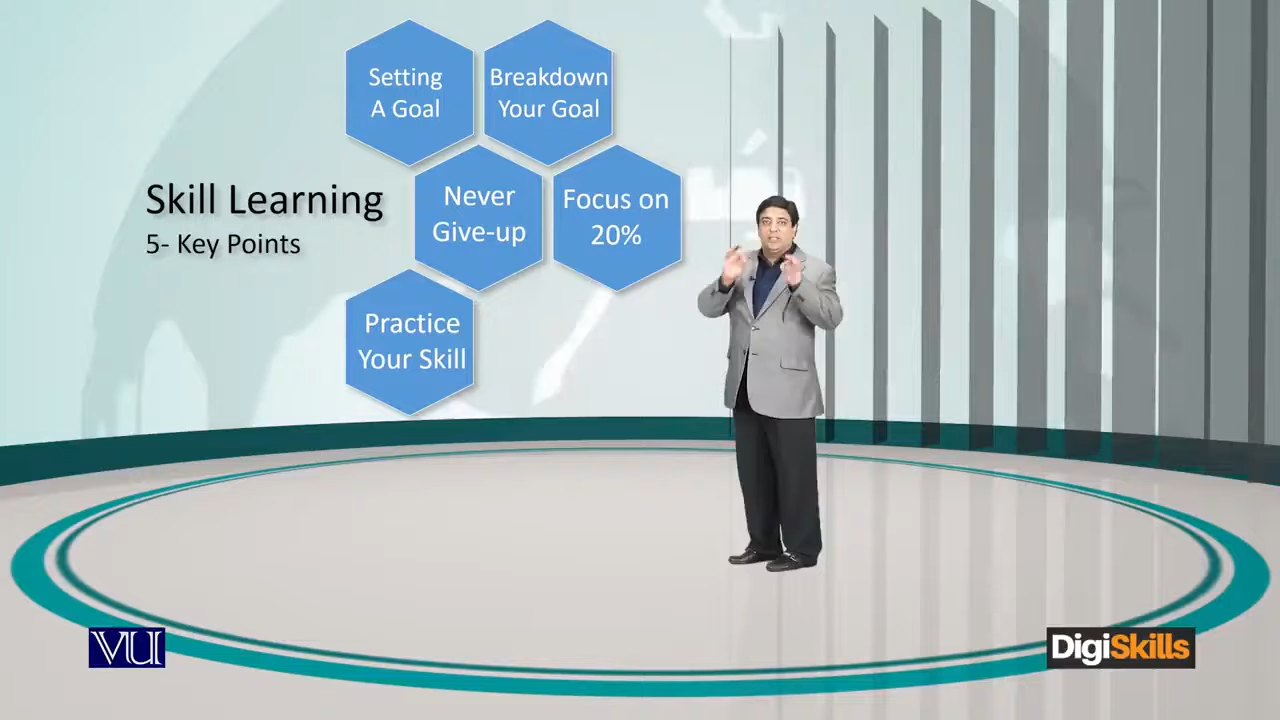 Setting
A Goal
Breakdown
Your Goal
Skill Learning
5- Key Points
Never
Give-up
Focus on
20%
Practice
Your Skill
VU
DigiSkills